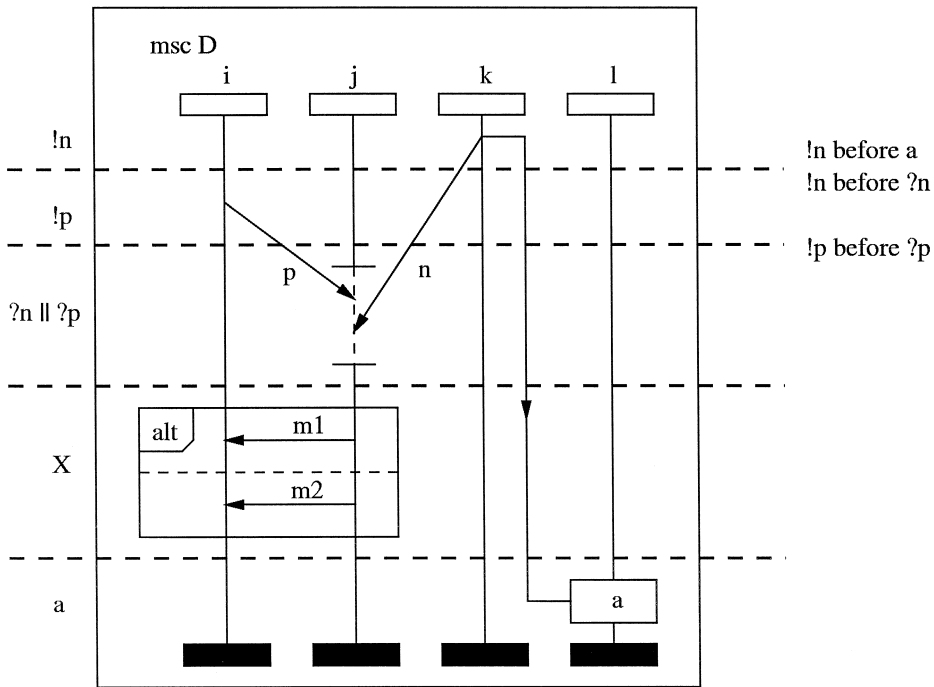 msc D
i j k l
!n
!n before a
!n before ?n
!p
!p before ?p
p n
?n || ?p
alt m1
X
m2
a a